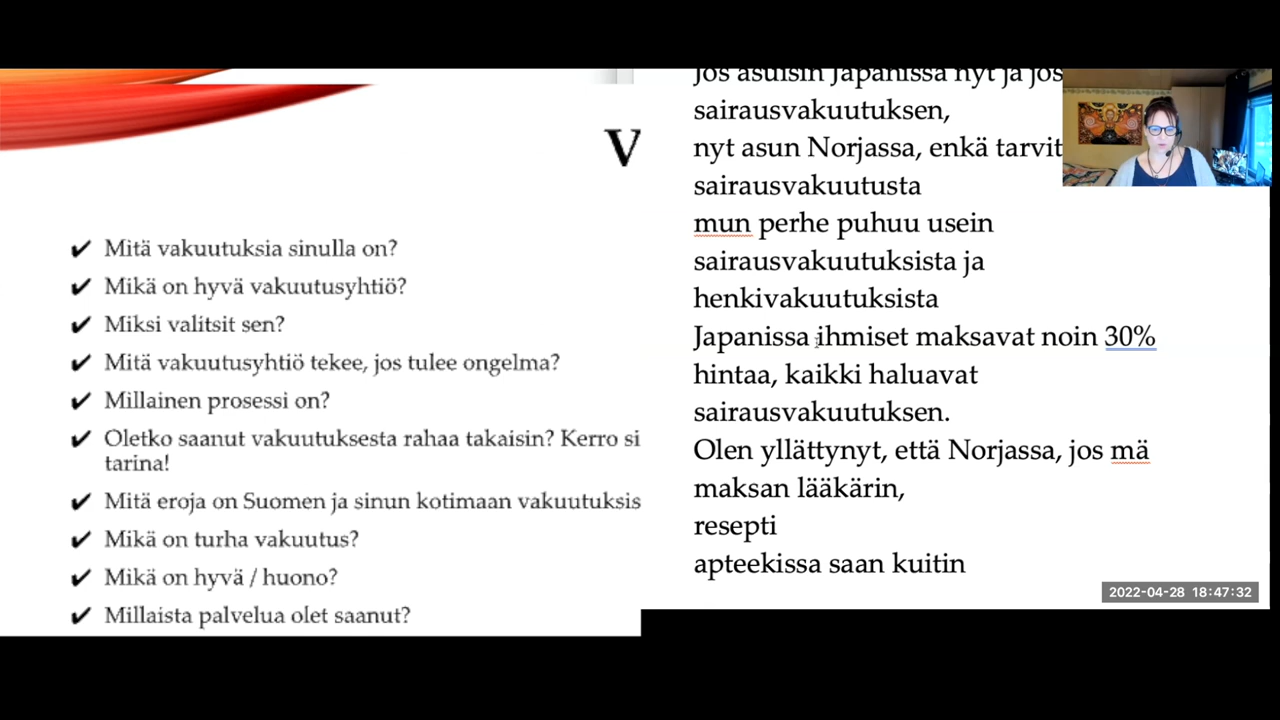 V
Mitä vakuutuksia sinulla on?
Mikä on hyvä vakuutusyhtiö?
Miksi valitsit sen?
Mitä vakuutusyhtiö tekee, jos tulee ongelma?
Millainen prosessi on?
Oletko saanut vakuutuksesta rahaa takaisin? Kerro si
tarina!
Mitä eroja on Suomen ja sinun kotimaan vakuutuksis
Mikä on turha vakuutus?
Mikä on hyvä / huono?
Millaista palvelua olet saanut?
Jos asuisin Japanissa nyt ja jos
sairausvakuutuksen,
nyt asun Norjassa, enkä tarvit
sairausvakuutusta
mun perhe puhuu usein
sairausvakuutuksista ja
henkivakuutuksista
Japanissa ihmiset maksavat noin 30%
hintaa, kaikki haluavat
sairausvakuutuksen.
Olen yllättynyt, että Norjassa, jos mä
maksan lääkärin,
resepti
apteekissa saan kuitin
2022-04-28 18:47:32